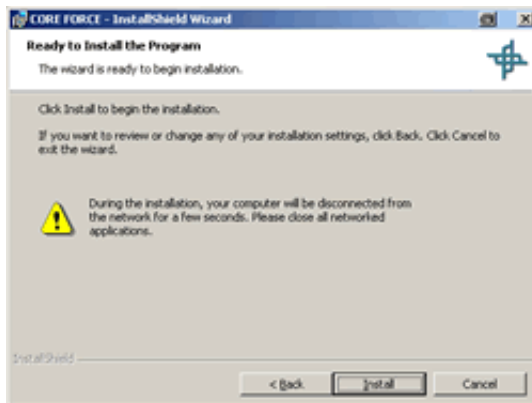 CORE FORCE - InstallShield Wizard
Ready to Install the Program
The wizard is ready to begin installation.
Click Install to begin the installation.
If you want to review or change any of your installation settings, click Back. Click Cancel to
exit the wizard.
During the installation, your computer will be disconnected from
the network for a few seconds. Please close all networked
applications.
InstallShield
< Back
Install
Cancel